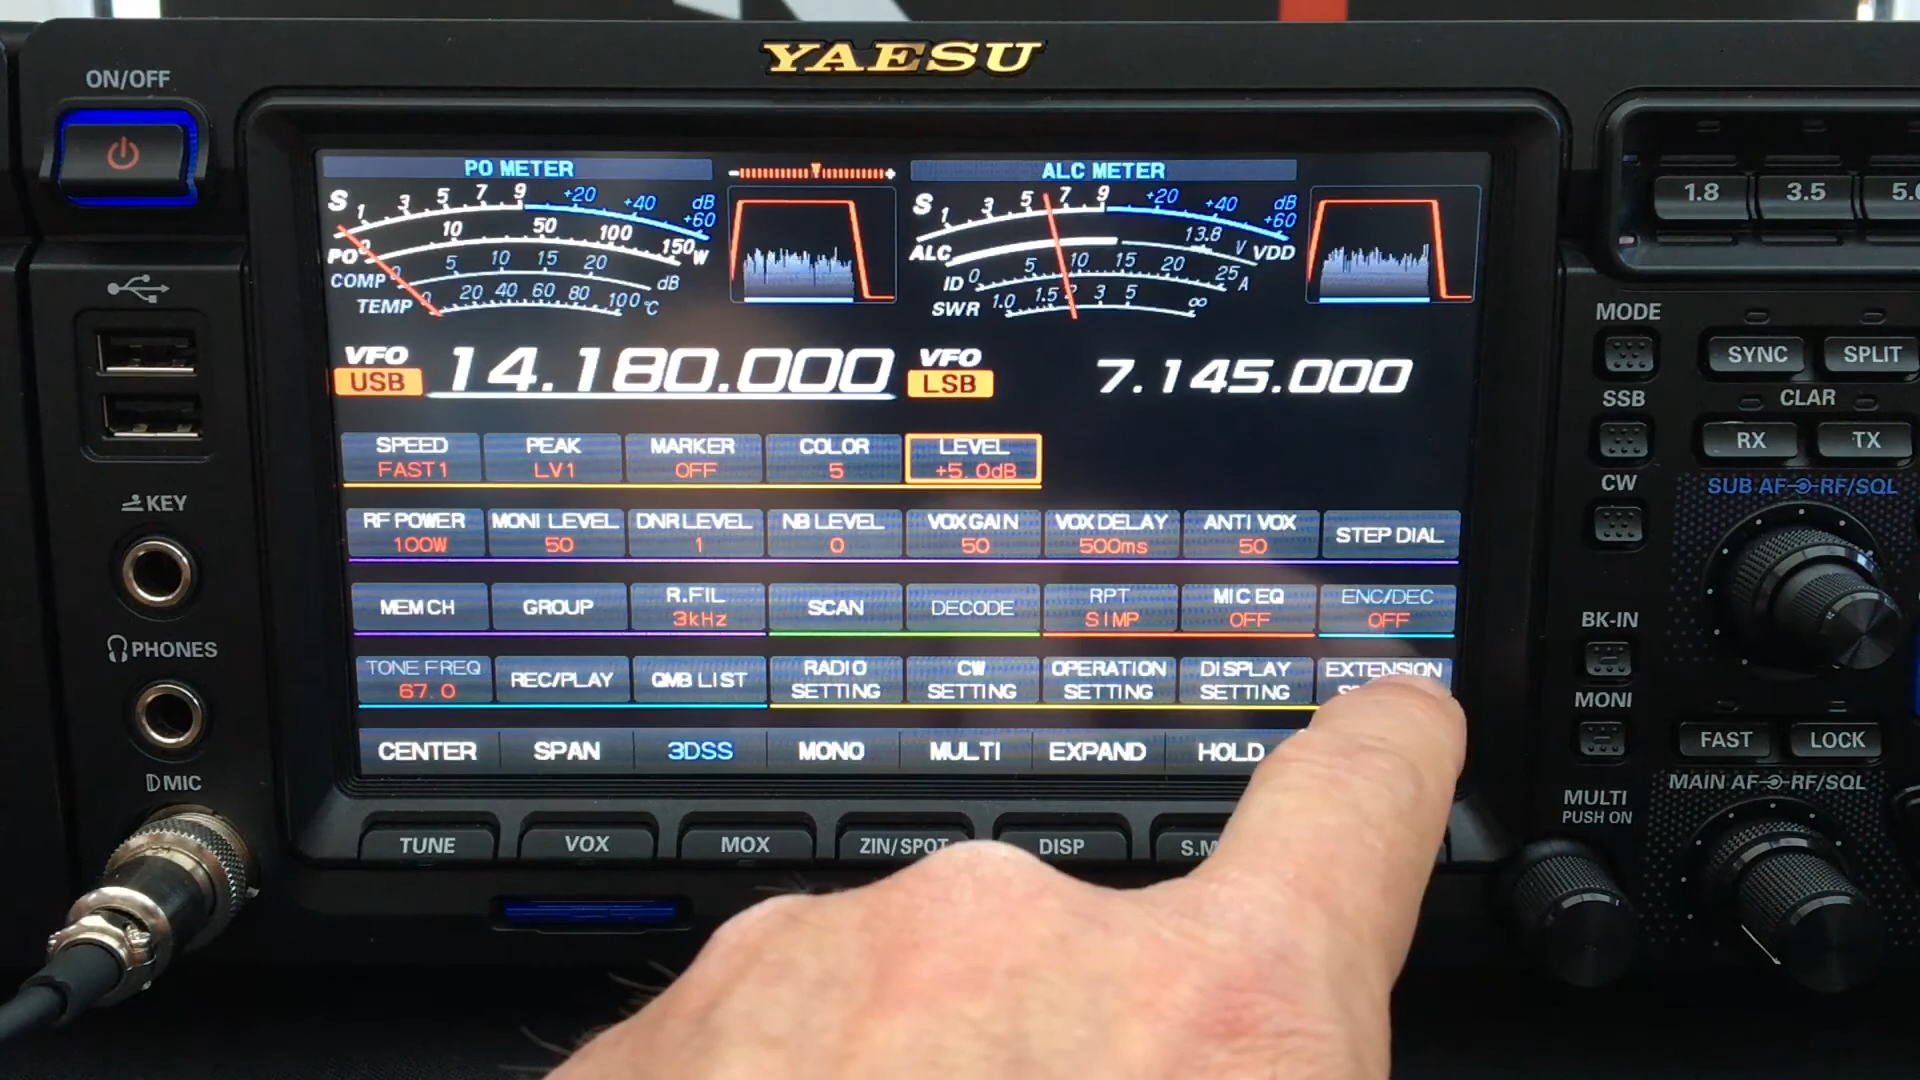 YAESU
ON/OFF
PO METER
S 1 3 5 7 9 +20 +40 +60 dB
PO 0 10 50 100 150 W
COMP 0 5 10 15 20 dB
TEMP 0 20 40 60 80 100 °C
- +
ALC METER
S 1 3 5 7 9 +20 +40 +60 dB
ALC 13.8 V VDD
ID 0 5 10 15 20 25 A
SWR 1.0 1.5 2 3 5 ∞
VFO
USB
14.180.000
VFO
LSB
7.145.000
SPEED PEAK MARKER COLOR LEVEL
FAST1 LV1 OFF 5 +5.0dB
RF POWER MONI LEVEL DNR LEVEL NB LEVEL VOX GAIN VOX DELAY ANTI VOX STEP DIAL
100W 50 1 0 50 500ms 50
MEM CH GROUP R.FIL SCAN DECODE RPT MIC EQ ENC/DEC
3kHz SIMP OFF OFF
TONE FREQ REC/PLAY QMB LIST RADIO CW OPERATION DISPLAY EXTENSION
67.0 SETTING SETTING SETTING SETTING
CENTER SPAN 3DSS MONO MULTI EXPAND HOLD
TUNE VOX MOX ZIN/SPOT DISP
KEY
PHONES
MIC
1.8 3.5
MODE
SYNC SPLIT
SSB
CLAR
RX TX
CW
SUB AF RF/SQL
BK-IN
MONI
FAST LOCK
MAIN AF RF/SQL
MULTI
PUSH ON